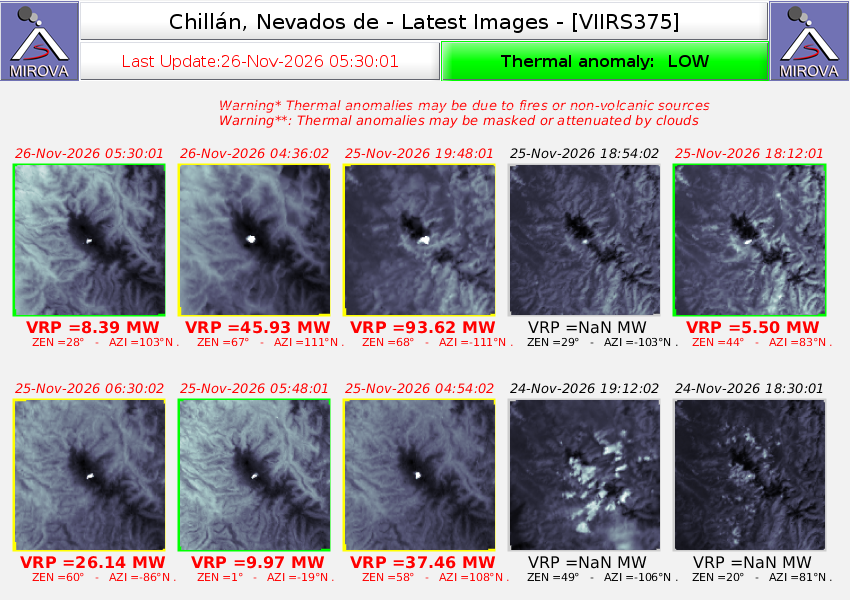 Chillán, Nevados de - Latest Images - [VIIRS375]
MIROVA
Last Update:26-Nov-2026 05:30:01
Thermal anomaly: LOW
MIROVA
Warning* Thermal anomalies may be due to fires or non-volcanic sources
Warning**: Thermal anomalies may be masked or attenuated by clouds
26-Nov-2026 05:30:01
26-Nov-2026 04:36:02
25-Nov-2026 19:48:01
25-Nov-2026 18:54:02
25-Nov-2026 18:12:01
VRP =8.39 MW
VRP =45.93 MW
VRP =93.62 MW
VRP =NaN MW
VRP =5.50 MW
ZEN =28° - AZI =103°N .
ZEN =67° - AZI =111°N .
ZEN =68° - AZI =-111°N .
ZEN =29° - AZI =-103°N .
ZEN =44° - AZI =83°N .
25-Nov-2026 06:30:02
25-Nov-2026 05:48:01
25-Nov-2026 04:54:02
24-Nov-2026 19:12:02
24-Nov-2026 18:30:01
VRP =26.14 MW
VRP =9.97 MW
VRP =37.46 MW
VRP =NaN MW
VRP =NaN MW
ZEN =60° - AZI =-86°N .
ZEN =1° - AZI =-19°N .
ZEN =58° - AZI =108°N .
ZEN =49° - AZI =-106°N .
ZEN =20° - AZI =81°N .